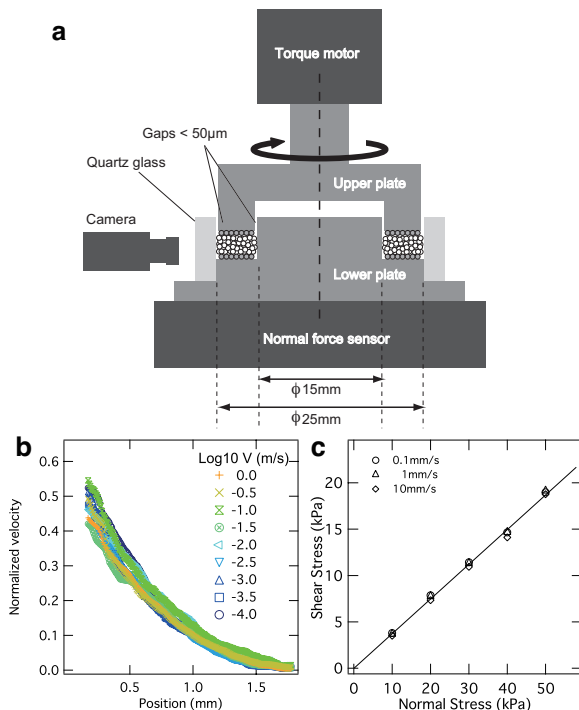 a
Torque motor
Gaps < 50μm
Quartz glass
Upper plate
Camera
Lower plate
Normal force sensor
ϕ15mm
ϕ25mm
b
Log10 V (m/s)
0.0
-0.5
-1.0
-1.5
-2.0
-2.5
-3.0
-3.5
-4.0
0.6
0.5
0.4
0.3
0.2
0.1
0.0
Normalized velocity
0.5
1.0
1.5
Position (mm)
c
0.1mm/s
1mm/s
10mm/s
20
15
10
5
0
Shear Stress (kPa)
0 10 20 30 40 50
Normal Stress (kPa)